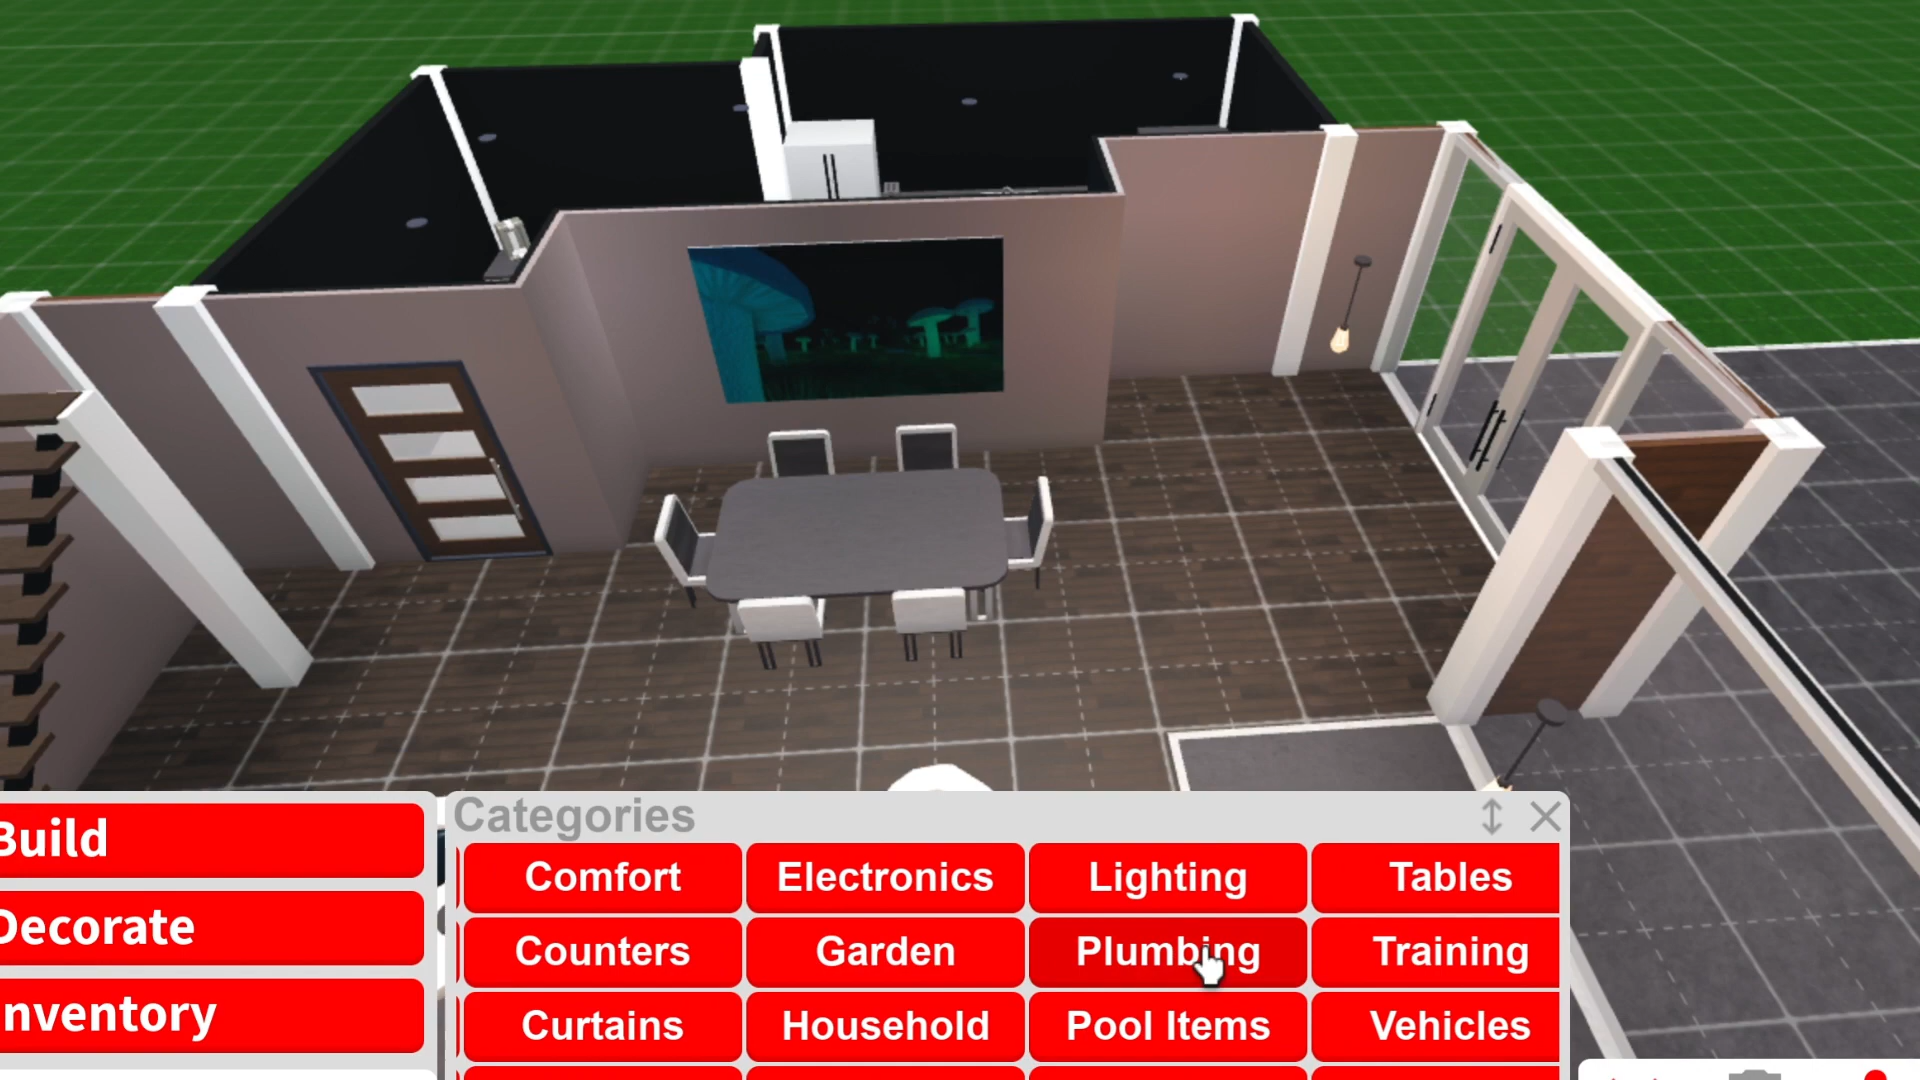 Build
Decorate
nventory
Categories
Comfort
Electronics
Lighting
Tables
Counters
Garden
Plumbing
Training
Curtains
Household
Pool Items
Vehicles